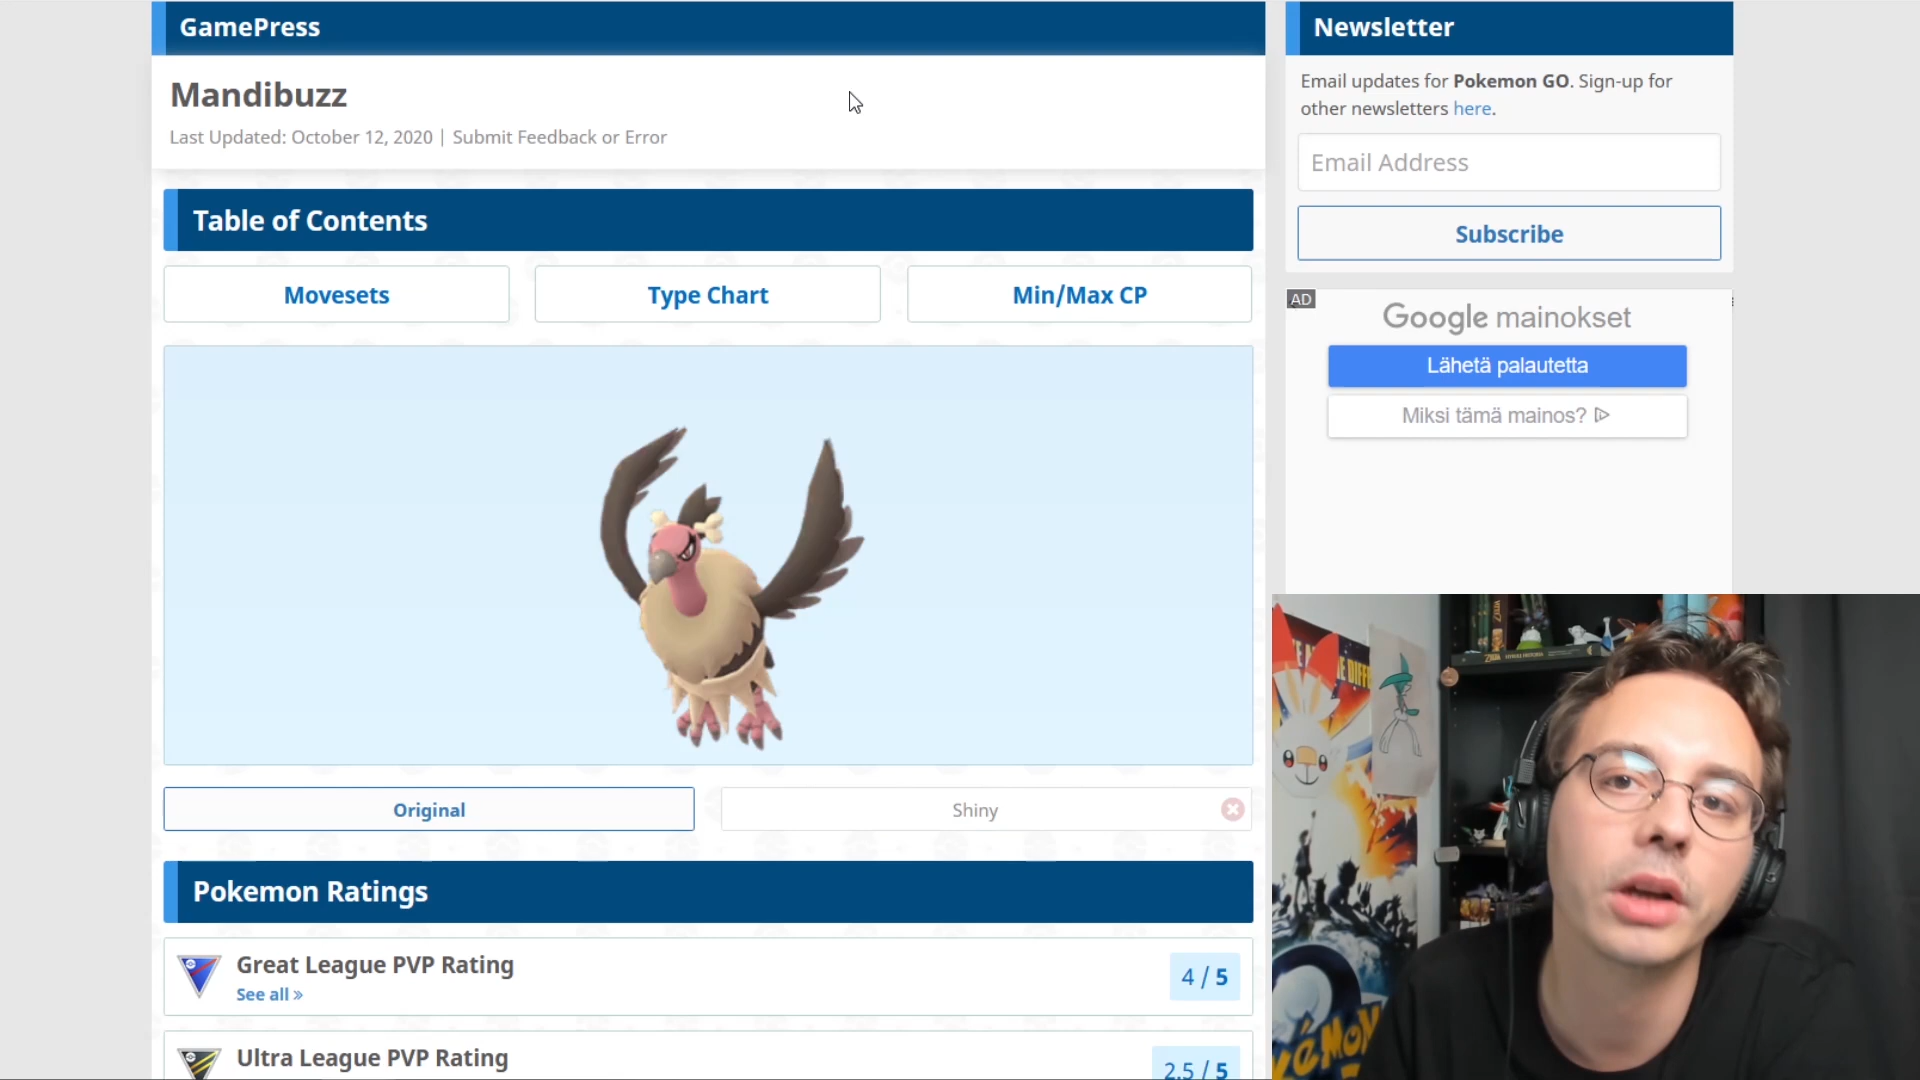 GamePress
Mandibuzz
Last Updated: October 12, 2020 | Submit Feedback or Error
Table of Contents
Movesets
Type Chart
Min/Max CP
Original
Shiny
Pokemon Ratings
Great League PVP Rating
See all »
4 / 5
Ultra League PVP Rating
2.5 / 5
Newsletter
Email updates for Pokemon GO. Sign-up for
other newsletters here.
Email Address
Subscribe
AD
Google mainokset
Lähetä palautetta
Miksi tämä mainos?